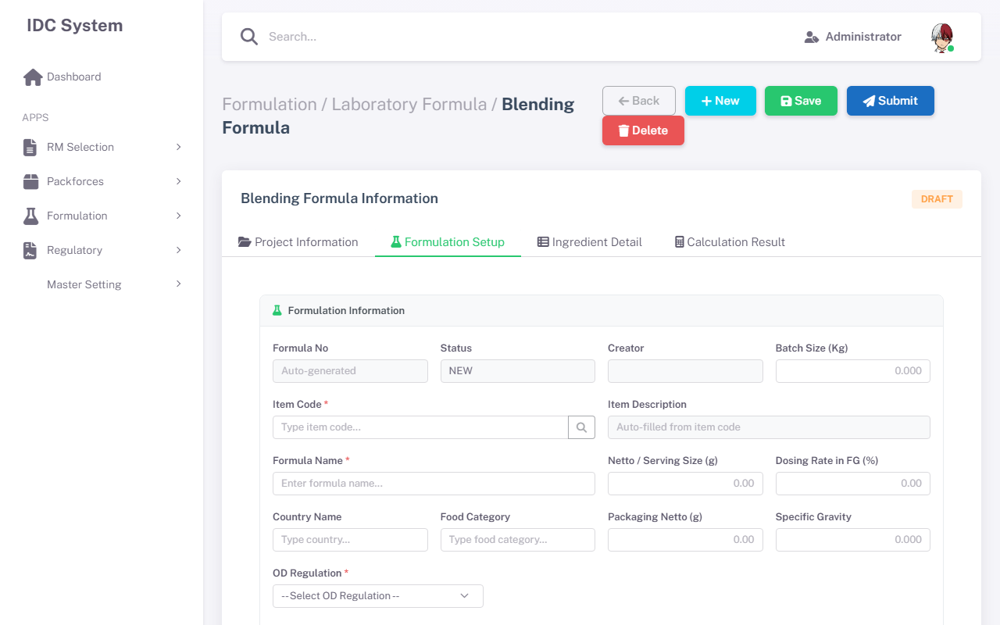 IDC System
Search...
Administrator
Dashboard
APPS
RM Selection
Packforces
Formulation
Regulatory
Master Setting
Formulation / Laboratory Formula / Blending
Formula
Back
New
Save
Submit
Delete
Blending Formula Information
DRAFT
Project Information
Formulation Setup
Ingredient Detail
Calculation Result
Formulation Information
Formula No
Status
Creator
Batch Size (Kg)
Auto-generated
NEW
0.000
Item Code *
Item Description
Type item code...
Auto-filled from item code
Formula Name *
Netto / Serving Size (g)
Dosing Rate in FG (%)
Enter formula name...
0.00
0.00
Country Name
Food Category
Packaging Netto (g)
Specific Gravity
Type country...
Type food category...
0.00
0.000
OD Regulation *
-- Select OD Regulation --